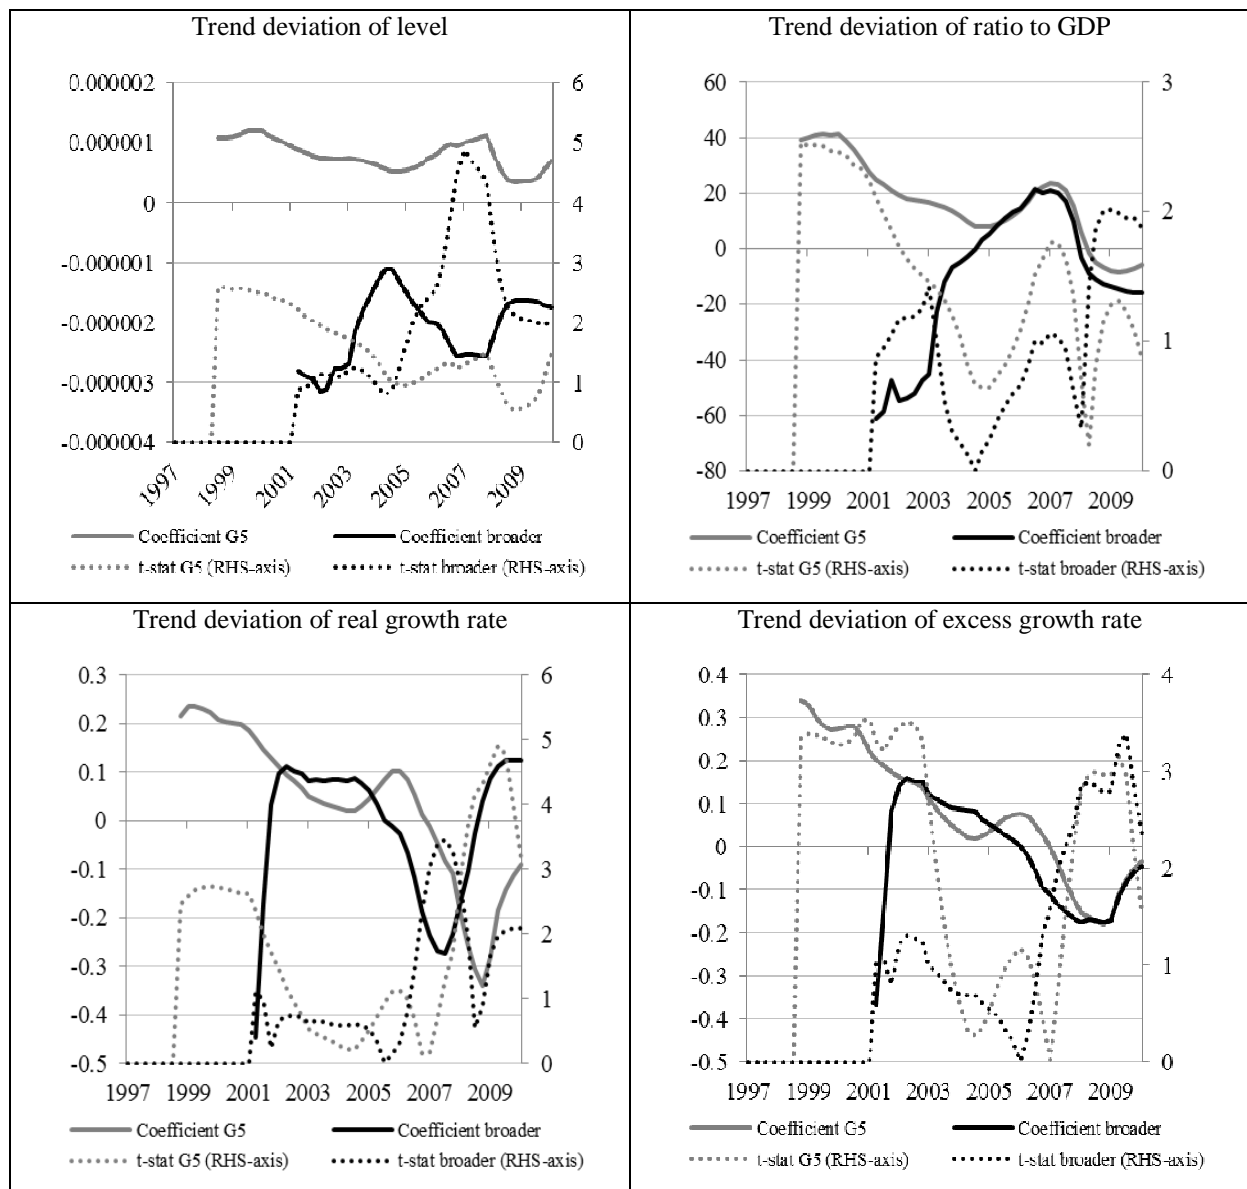 Trend deviation of level
0.000002
0.000001
0
-0.000001
-0.000002
-0.000003
-0.000004
6
5
4
3
2
1
0
1997
1999
2001
2003
2005
2007
2009
Coefficient G5
Coefficient broader
t-stat G5 (RHS-axis)
t-stat broader (RHS-axis)
Trend deviation of ratio to GDP
60
40
20
0
-20
-40
-60
-80
3
2
1
0
1997 1999 2001 2003 2005 2007 2009
Coefficient G5
Coefficient broader
t-stat G5 (RHS-axis)
t-stat broader (RHS-axis)
Trend deviation of real growth rate
0.3
0.2
0.1
0
-0.1
-0.2
-0.3
-0.4
-0.5
6
5
4
3
2
1
0
1997 1999 2001 2003 2005 2007 2009
Coefficient G5
Coefficient broader
t-stat G5 (RHS-axis)
t-stat broader (RHS-axis)
Trend deviation of excess growth rate
0.4
0.3
0.2
0.1
0
-0.1
-0.2
-0.3
-0.4
-0.5
4
3
2
1
0
1997 1999 2001 2003 2005 2007 2009
Coefficient G5
Coefficient broader
t-stat G5 (RHS-axis)
t-stat broader (RHS-axis)